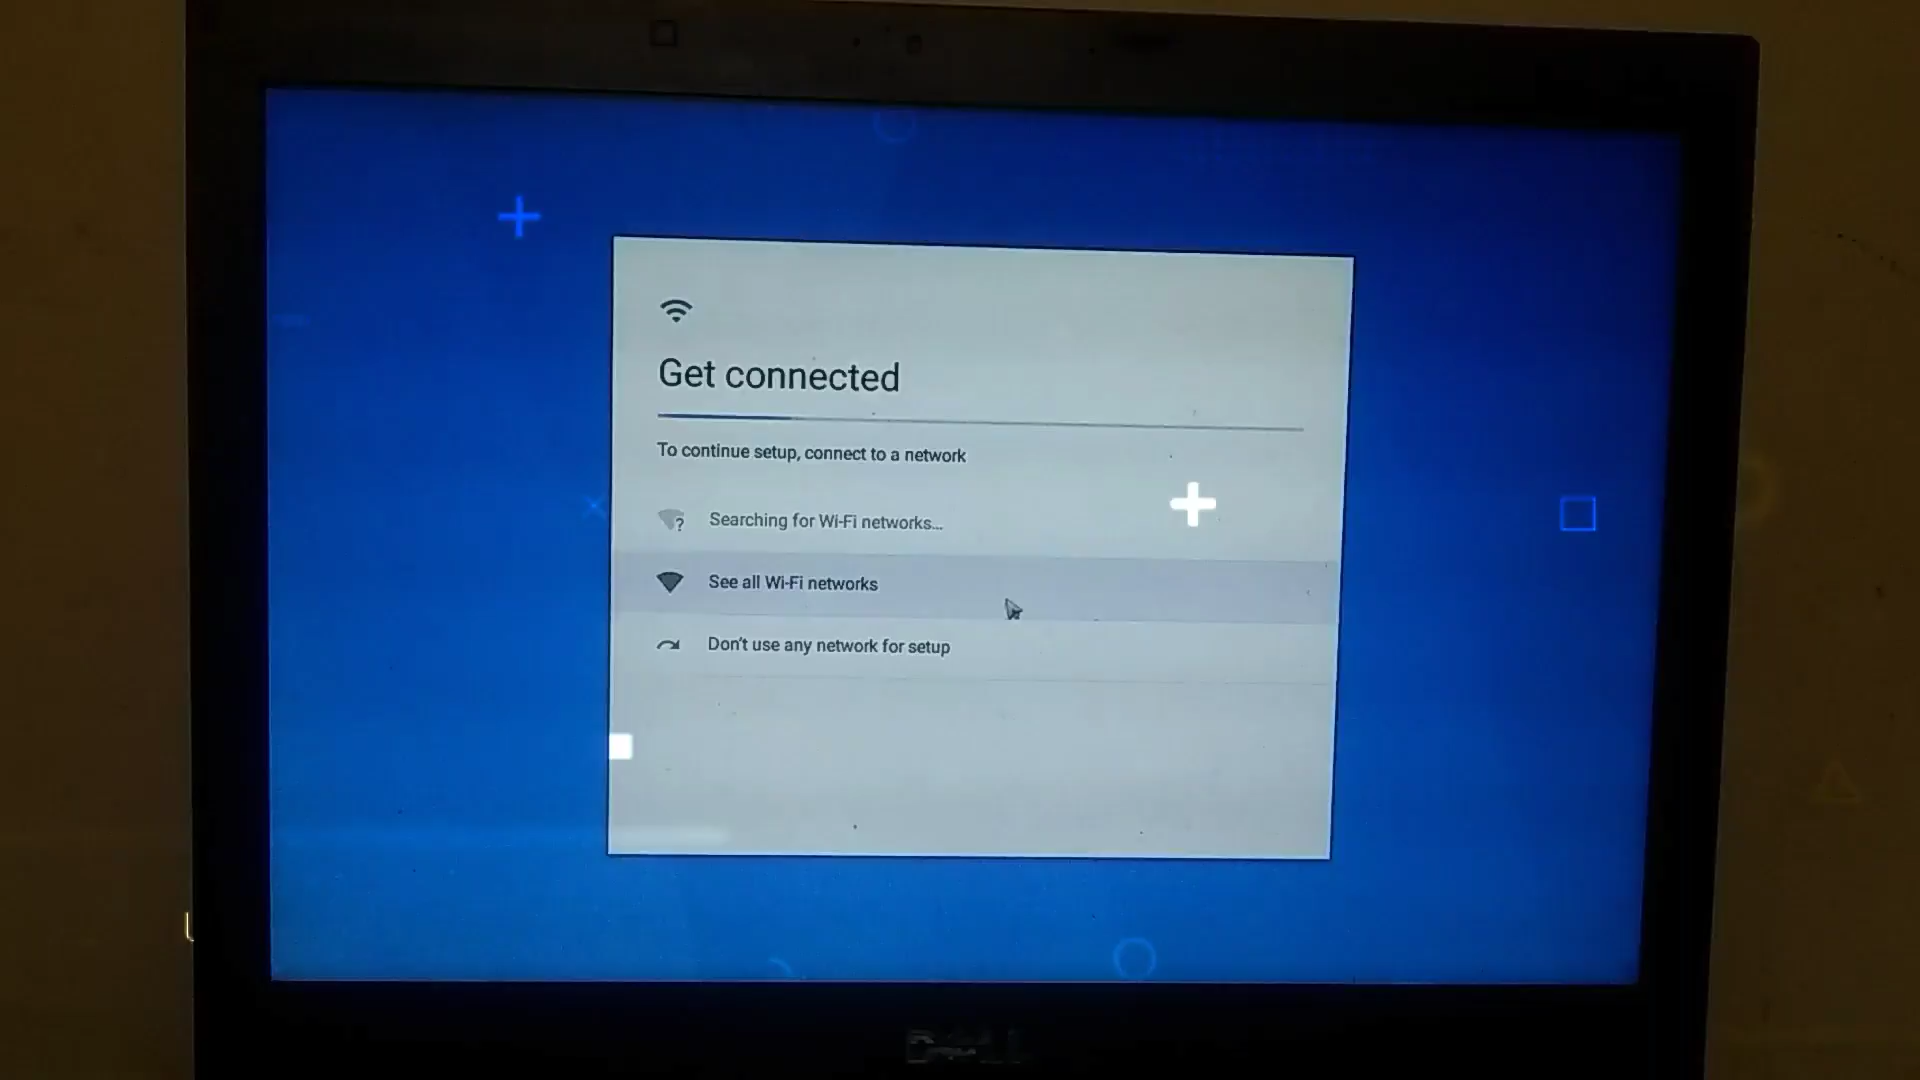 Get connected
To continue setup, connect to a network
Searching for Wi-Fi networks...
See all Wi-Fi networks
Don't use any network for setup
DELL